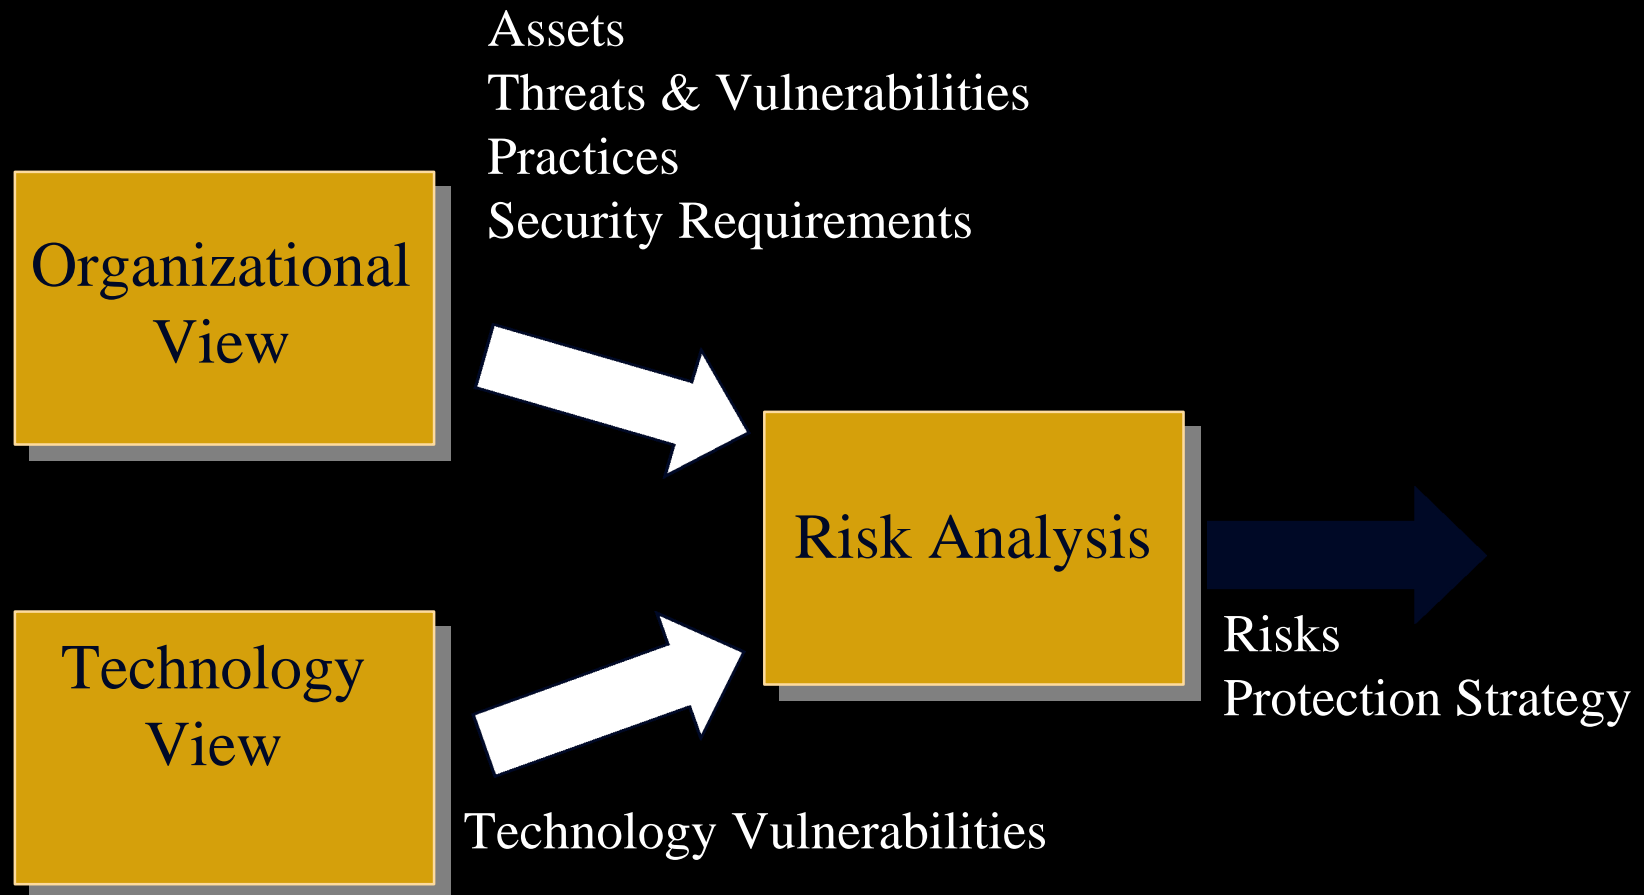 Assets
Threats & Vulnerabilities
Practices
Security Requirements
Organizational
View
Risk Analysis
Technology
View
Risks
Protection Strategy
Technology Vulnerabilities